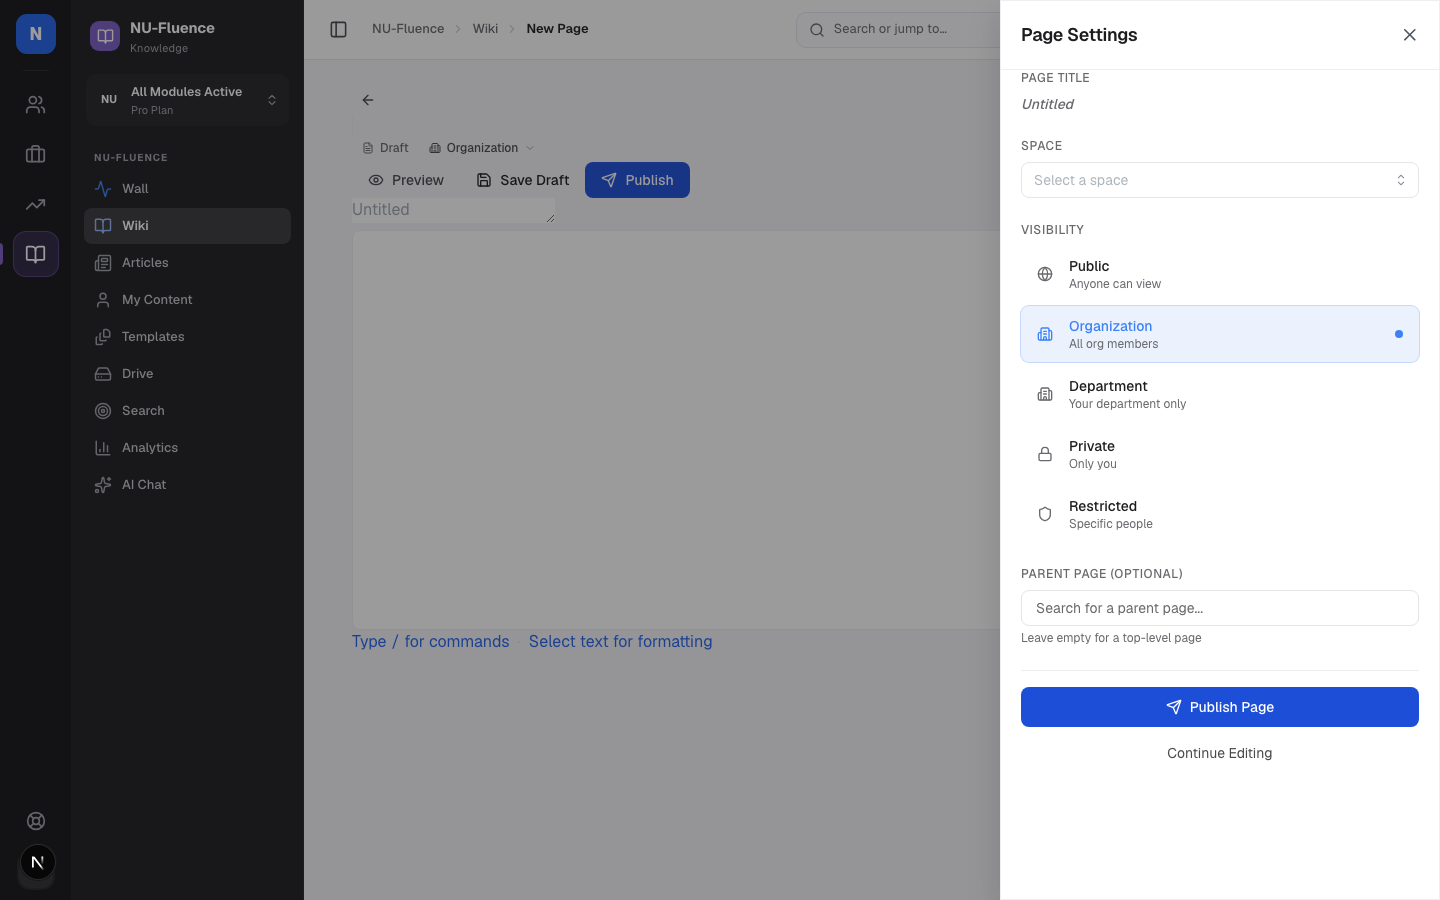 N
NU-Fluence
Knowledge
NU
All Modules Active
Pro Plan
NU-FLUENCE
Wall
Wiki
Articles
My Content
Templates
Drive
Search
Analytics
AI Chat
N
NU-Fluence
Wiki
New Page
Search or jump to...
Draft
Organization
Preview
Save Draft
Publish
Untitled
Type / for commands
Select text for formatting
Page Settings
PAGE TITLE
Untitled
SPACE
Select a space
VISIBILITY
Public
Anyone can view
Organization
All org members
Department
Your department only
Private
Only you
Restricted
Specific people
PARENT PAGE (OPTIONAL)
Search for a parent page...
Leave empty for a top-level page
Publish Page
Continue Editing